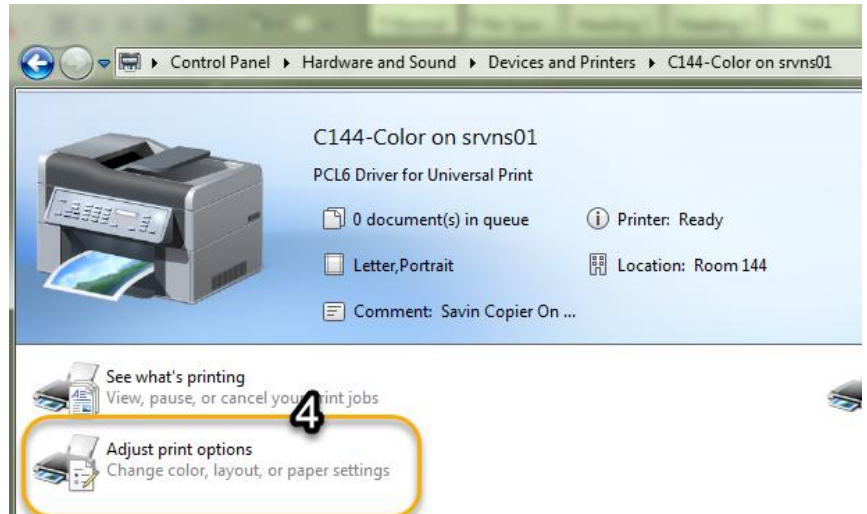 Control Panel ▸ Hardware and Sound ▸ Devices and Printers ▸ C144-Color on srvns01
C144-Color on srvns01
PCL6 Driver for Universal Print
0 document(s) in queue
Printer: Ready
Letter,Portrait
Location: Room 144
Comment: Savin Copier On ...
See what's printing
View, pause, or cancel your print jobs
4
Adjust print options
Change color, layout, or paper settings